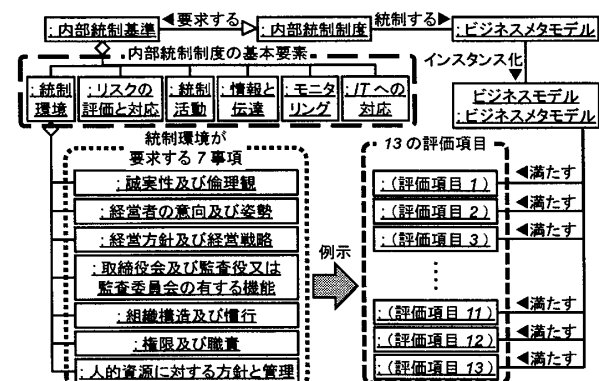 : 内部統制基準
◀要求する
: 内部統制制度
統制する▶
: ビジネスメタモデル
内部統制制度の基本要素
インスタンス化
▼
: 統制
環境
: リスクの
評価と対応
: 統制
活動
: 情報と
伝達
: モニタ
リング
: ITへの
対応
ビジネスモデル
: ビジネスメタモデル
統制環境が
要求する7事項
: 誠実性及び倫理観
: 経営者の意向及び姿勢
: 経営方針及び経営戦略
: 取締役会及び監査役又は
監査委員会の有する機能
: 組織構造及び慣行
: 権限及び職責
: 人的資源に対する方針と管理
例示
13の評価項目
: (評価項目1)
◀満たす
: (評価項目2)
◀満たす
: (評価項目3)
◀満たす
⋮
: (評価項目11)
◀満たす
: (評価項目12)
◀満たす
: (評価項目13)
◀満たす